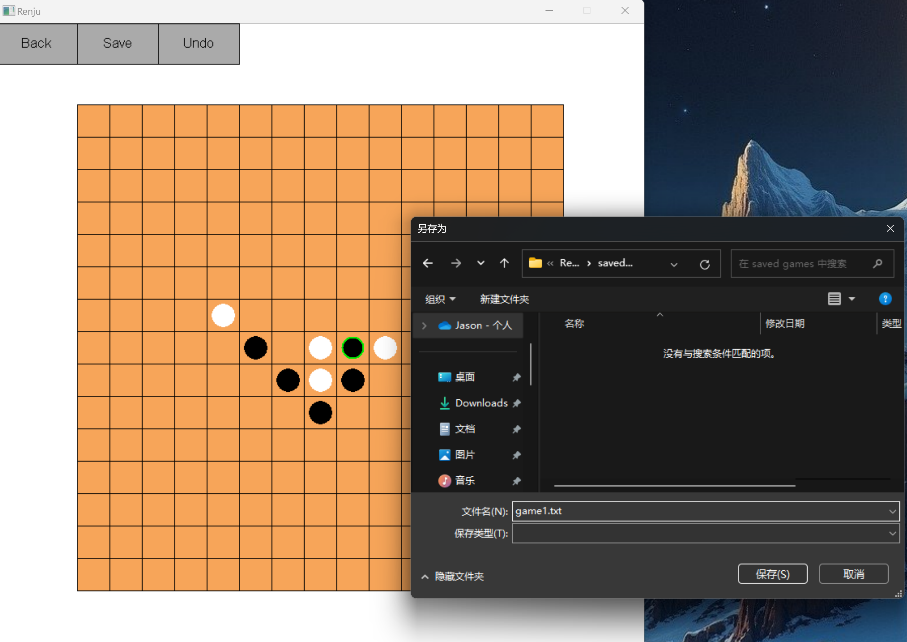 Renju
Back Save Undo
另存为
« Re... › saved... 在 saved games 中搜索
组织 新建文件夹
Jason - 个人
名称 修改日期 类型
没有与搜索条件匹配的项。
桌面
Downloads
文档
图片
音乐
文件名(N): game1.txt
保存类型(T):
隐藏文件夹 保存(S) 取消